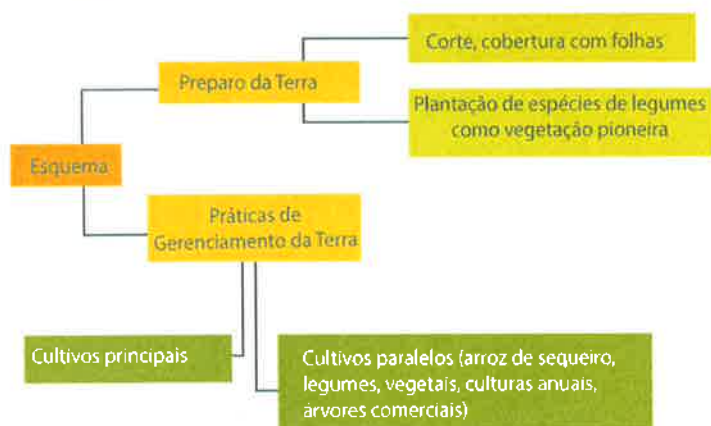 Corte, cobertura com folhas
Preparo da Terra
Plantação de espécies de legumes
como vegetação pioneira
Esquema
Práticas de
Gerenciamento da Terra
Cultivos principais
Cultivos paralelos (arroz de sequeiro,
legumes, vegetais, culturas anuais,
árvores comerciais)